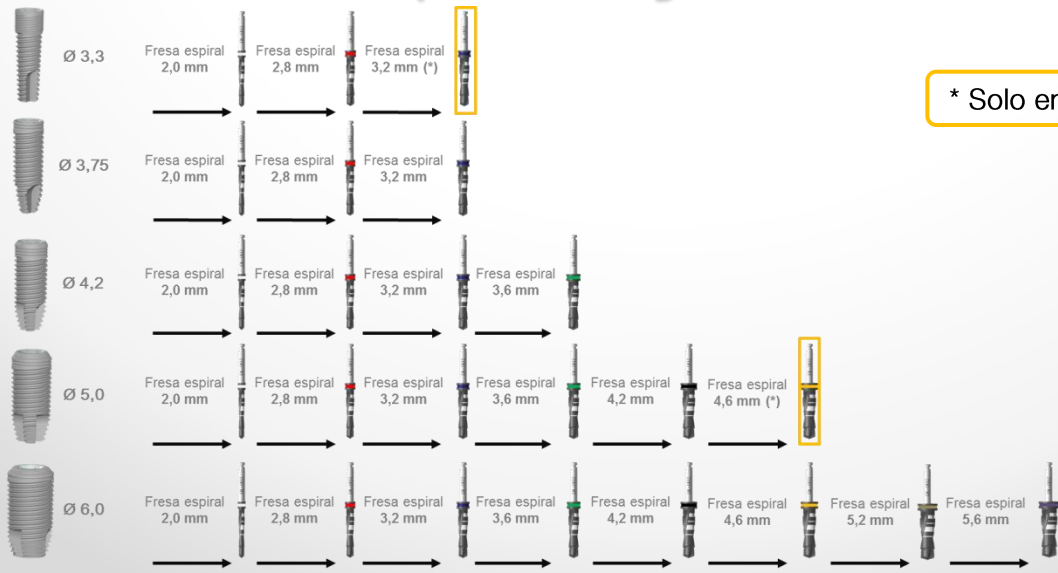 Ø 3,3
Fresa espiral
2,0 mm
Fresa espiral
2,8 mm
Fresa espiral
3,2 mm (*)
* Solo
Ø 3,75
Fresa espiral
2,0 mm
Fresa espiral
2,8 mm
Fresa espiral
3,2 mm
Ø 4,2
Fresa espiral
2,0 mm
Fresa espiral
2,8 mm
Fresa espiral
3,2 mm
Fresa espiral
3,6 mm
Ø 5,0
Fresa espiral
2,0 mm
Fresa espiral
2,8 mm
Fresa espiral
3,2 mm
Fresa espiral
3,6 mm
Fresa espiral
4,2 mm
Fresa espiral
4,6 mm (*)
Ø 6,0
Fresa espiral
2,0 mm
Fresa espiral
2,8 mm
Fresa espiral
3,2 mm
Fresa espiral
3,6 mm
Fresa espiral
4,2 mm
Fresa espiral
4,6 mm
Fresa espiral
5,2 mm
Fresa espiral
5,6 mm